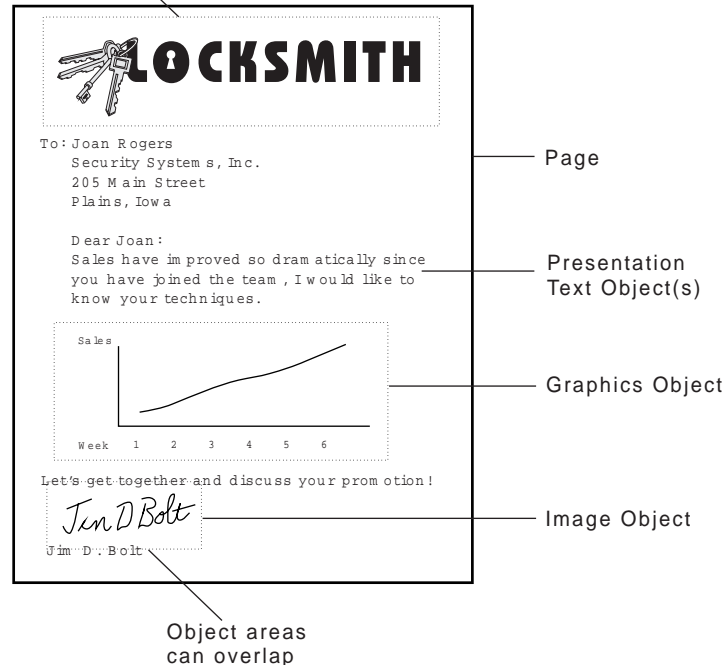 LOCKSMITH
To: Joan Rogers
Security Systems, Inc.
205 Main Street
Plains, Iowa
Dear Joan:
Sales have improved so dramatically since
you have joined the team, I would like to
know your techniques.
Sales
Week 1 2 3 4 5 6
Let's get together and discuss your promotion!
Jim D Bolt
Jim D. Bolt
Page
Presentation
Text Object(s)
Graphics Object
Image Object
Object areas
can overlap